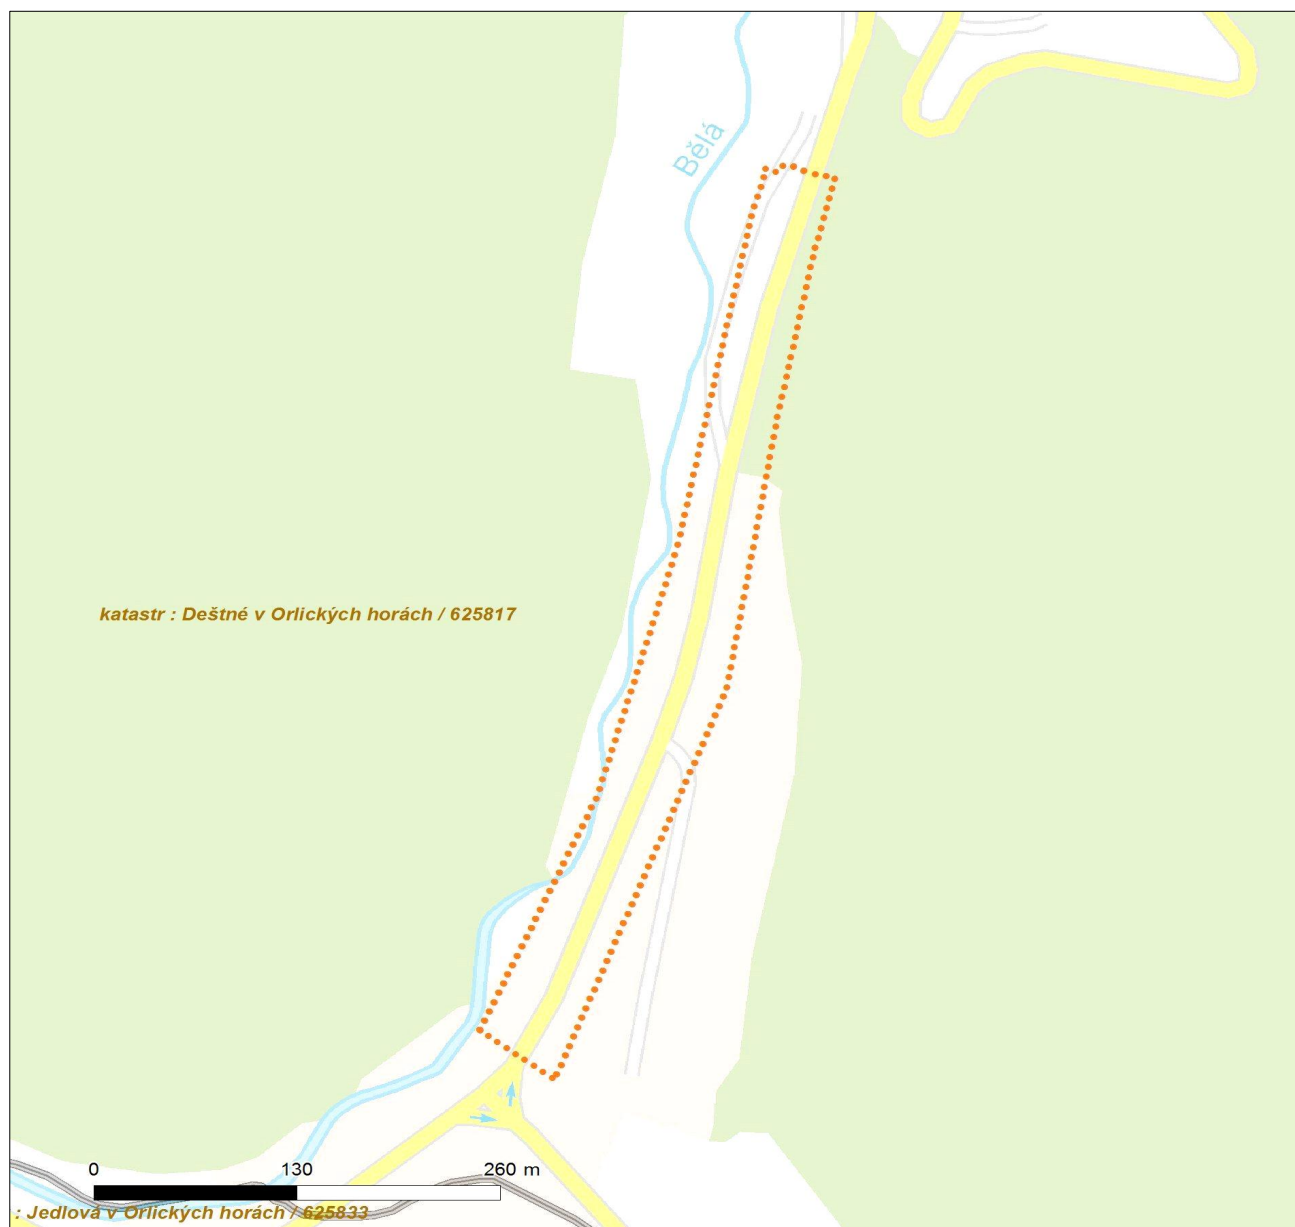 Bělá
katastr : Deštné v Orlických horách / 625817
0 130 260 m
: Jedlová v Orlických horách / 625833